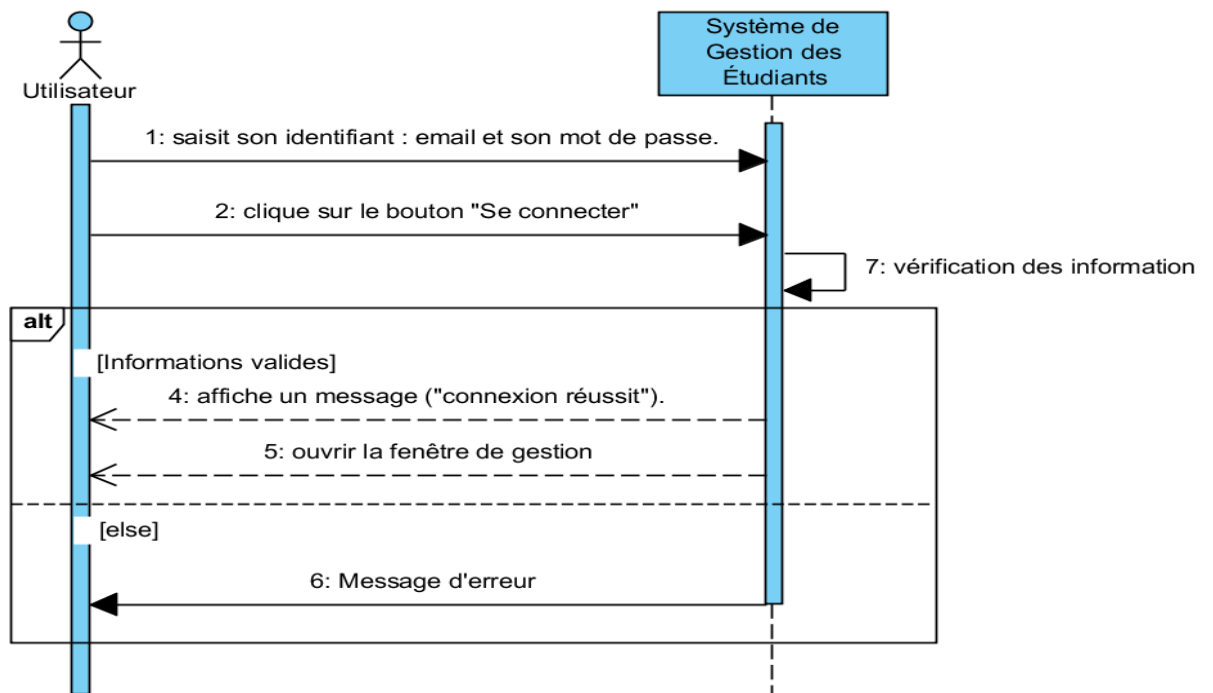 Système de
Gestion des
Étudiants
Utilisateur
1: saisit son identifiant : email et son mot de passe.
2: clique sur le bouton "Se connecter"
7: vérification des information
alt
[Informations valides]
4: affiche un message ("connexion réussit").
5: ouvrir la fenêtre de gestion
[else]
6: Message d'erreur